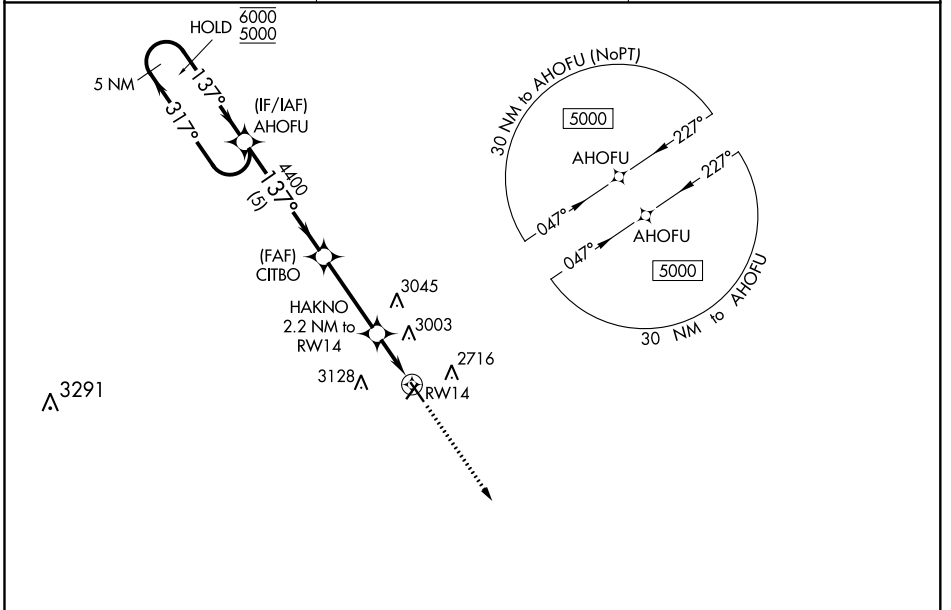 HOLD 6000
5000
5 NM
137°
317°
(IF/IAF)
AHOFU
4400
137°
(5)
(FAF)
CITBO
HAKNO
2.2 NM to
RW14
3045
3003
2716
3128
RW14
3291
30 NM to AHOFU (NoPT)
5000
AHOFU
227°
047°
227°
AHOFU
047°
5000
30 NM to AHOFU